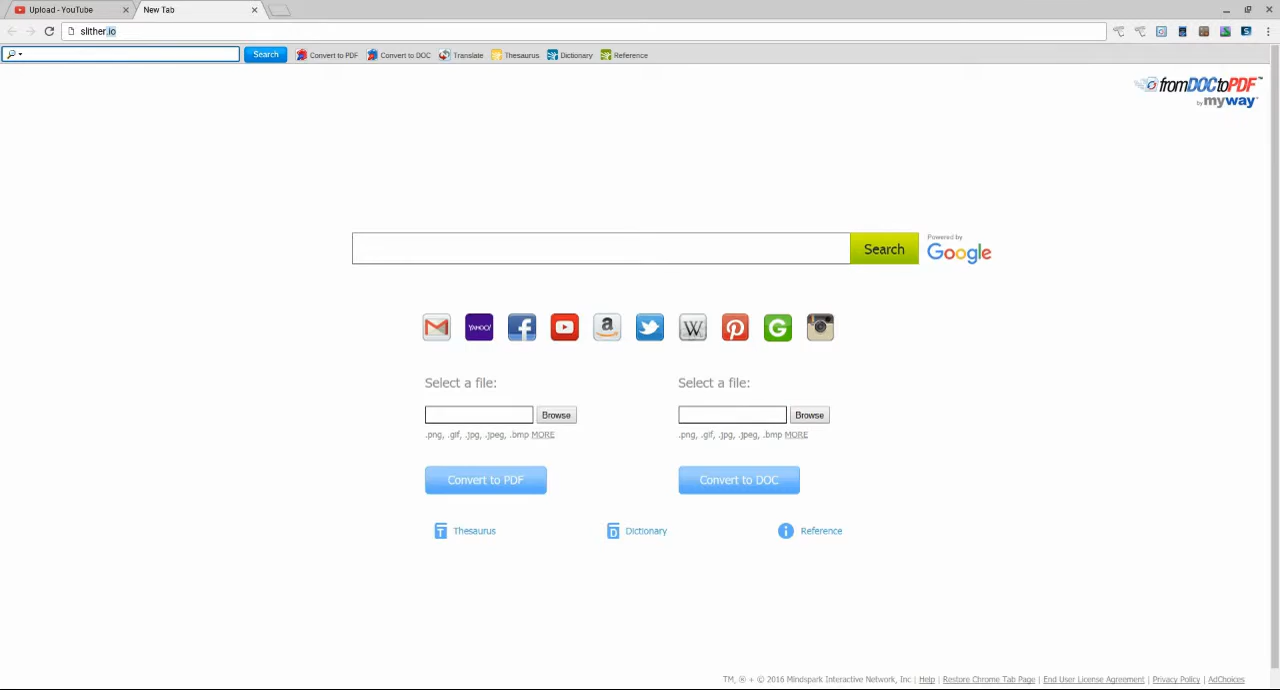 Upload - YouTube
New Tab
slither.io
Search
Convert to PDF
Convert to DOC
Translate
Thesaurus
Dictionary
Reference
fromDOCtoPDF™
by myway
Search
Powered by
Google
YAHOO!
Select a file:
Select a file:
Browse
Browse
.png, .gif, .jpg, .jpeg, .bmp MORE
.png, .gif, .jpg, .jpeg, .bmp MORE
Convert to PDF
Convert to DOC
Thesaurus
Dictionary
Reference
TM, ® + © 2016 Mindspark Interactive Network, Inc | Help | Restore Chrome Tab Page | End User License Agreement | Privacy Policy | AdChoices